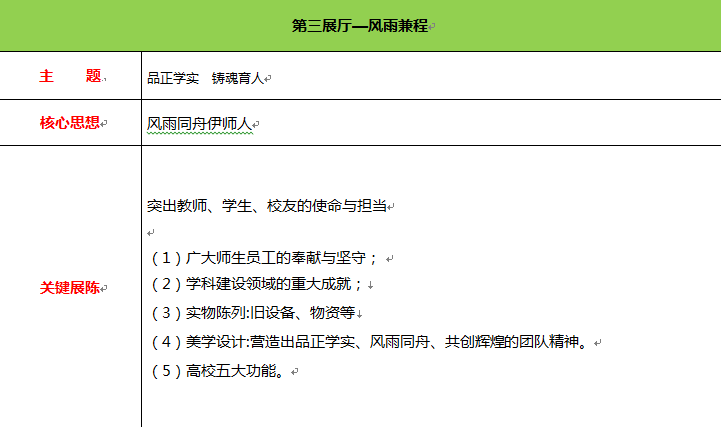 第三展厅—风雨兼程
主 题 品正学实 铸魂育人
核心思想 风雨同舟伊师人
突出教师、学生、校友的使命与担当
（1）广大师生员工的奉献与坚守；
（2）学科建设领域的重大成就；
关键展陈
（3）实物陈列:旧设备、物资等
（4）美学设计:营造出品正学实、风雨同舟、共创辉煌的团队精神。
（5）高校五大功能。